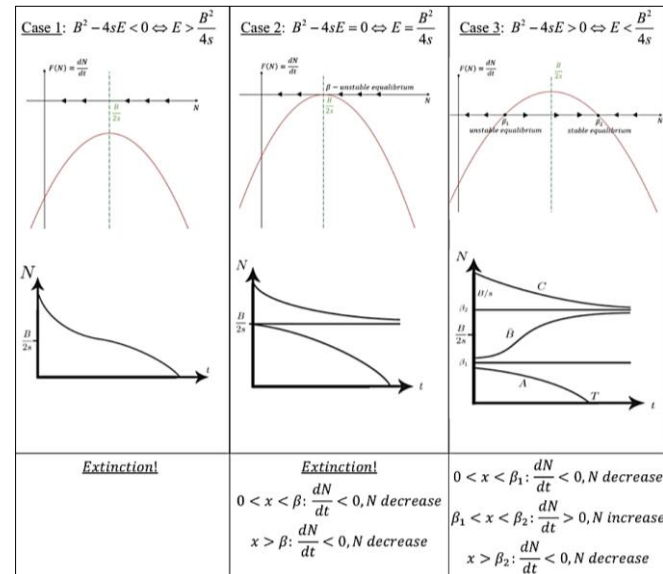 Case 1: B² − 4sE < 0 ⇔ E > B²/4s
Case 2: B² − 4sE = 0 ⇔ E = B²/4s
Case 3: B² − 4sE > 0 ⇔ E < B²/4s
F(N) = dN/dt
N
B/2s
F(N) = dN/dt
β − unstable equilibrium
N
B/2s
F(N) = dN/dt
B/2s
N
β₁
β₂
unstable equilibrium
stable equilibrium
N
B/2s
t
N
B/2s
t
N
B/s
C
β₂
B/2s
B
β₁
A
T
t
Extinction!
Extinction!
0 < x < β: dN/dt < 0, N decrease
x > β: dN/dt < 0, N decrease
0 < x < β₁: dN/dt < 0, N decrease
β₁ < x < β₂: dN/dt > 0, N increase
x > β₂: dN/dt < 0, N decrease